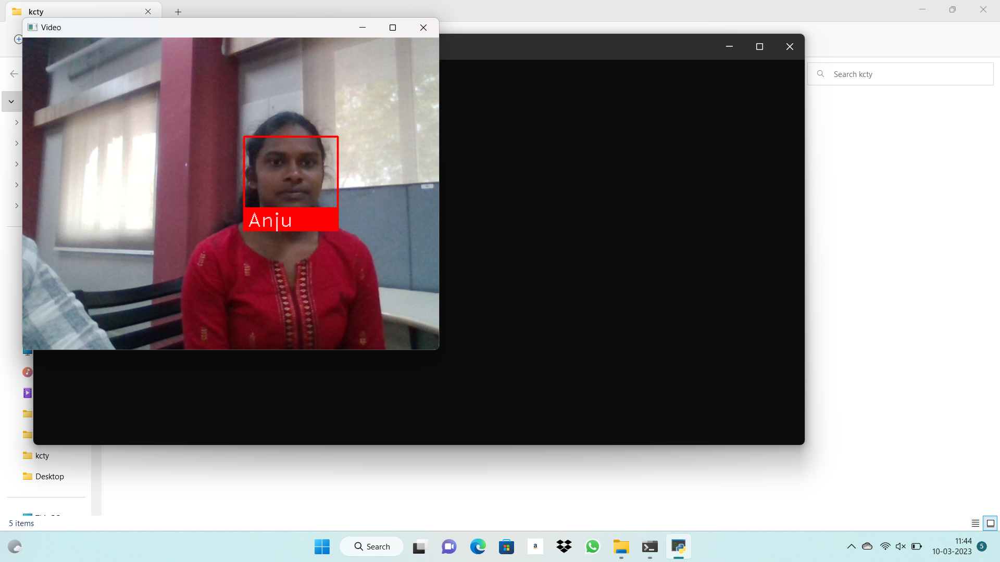 kcty
Video
Search kcty
Anju
kcty
Desktop
5 items
Search
a
11:44
10-03-2023
5